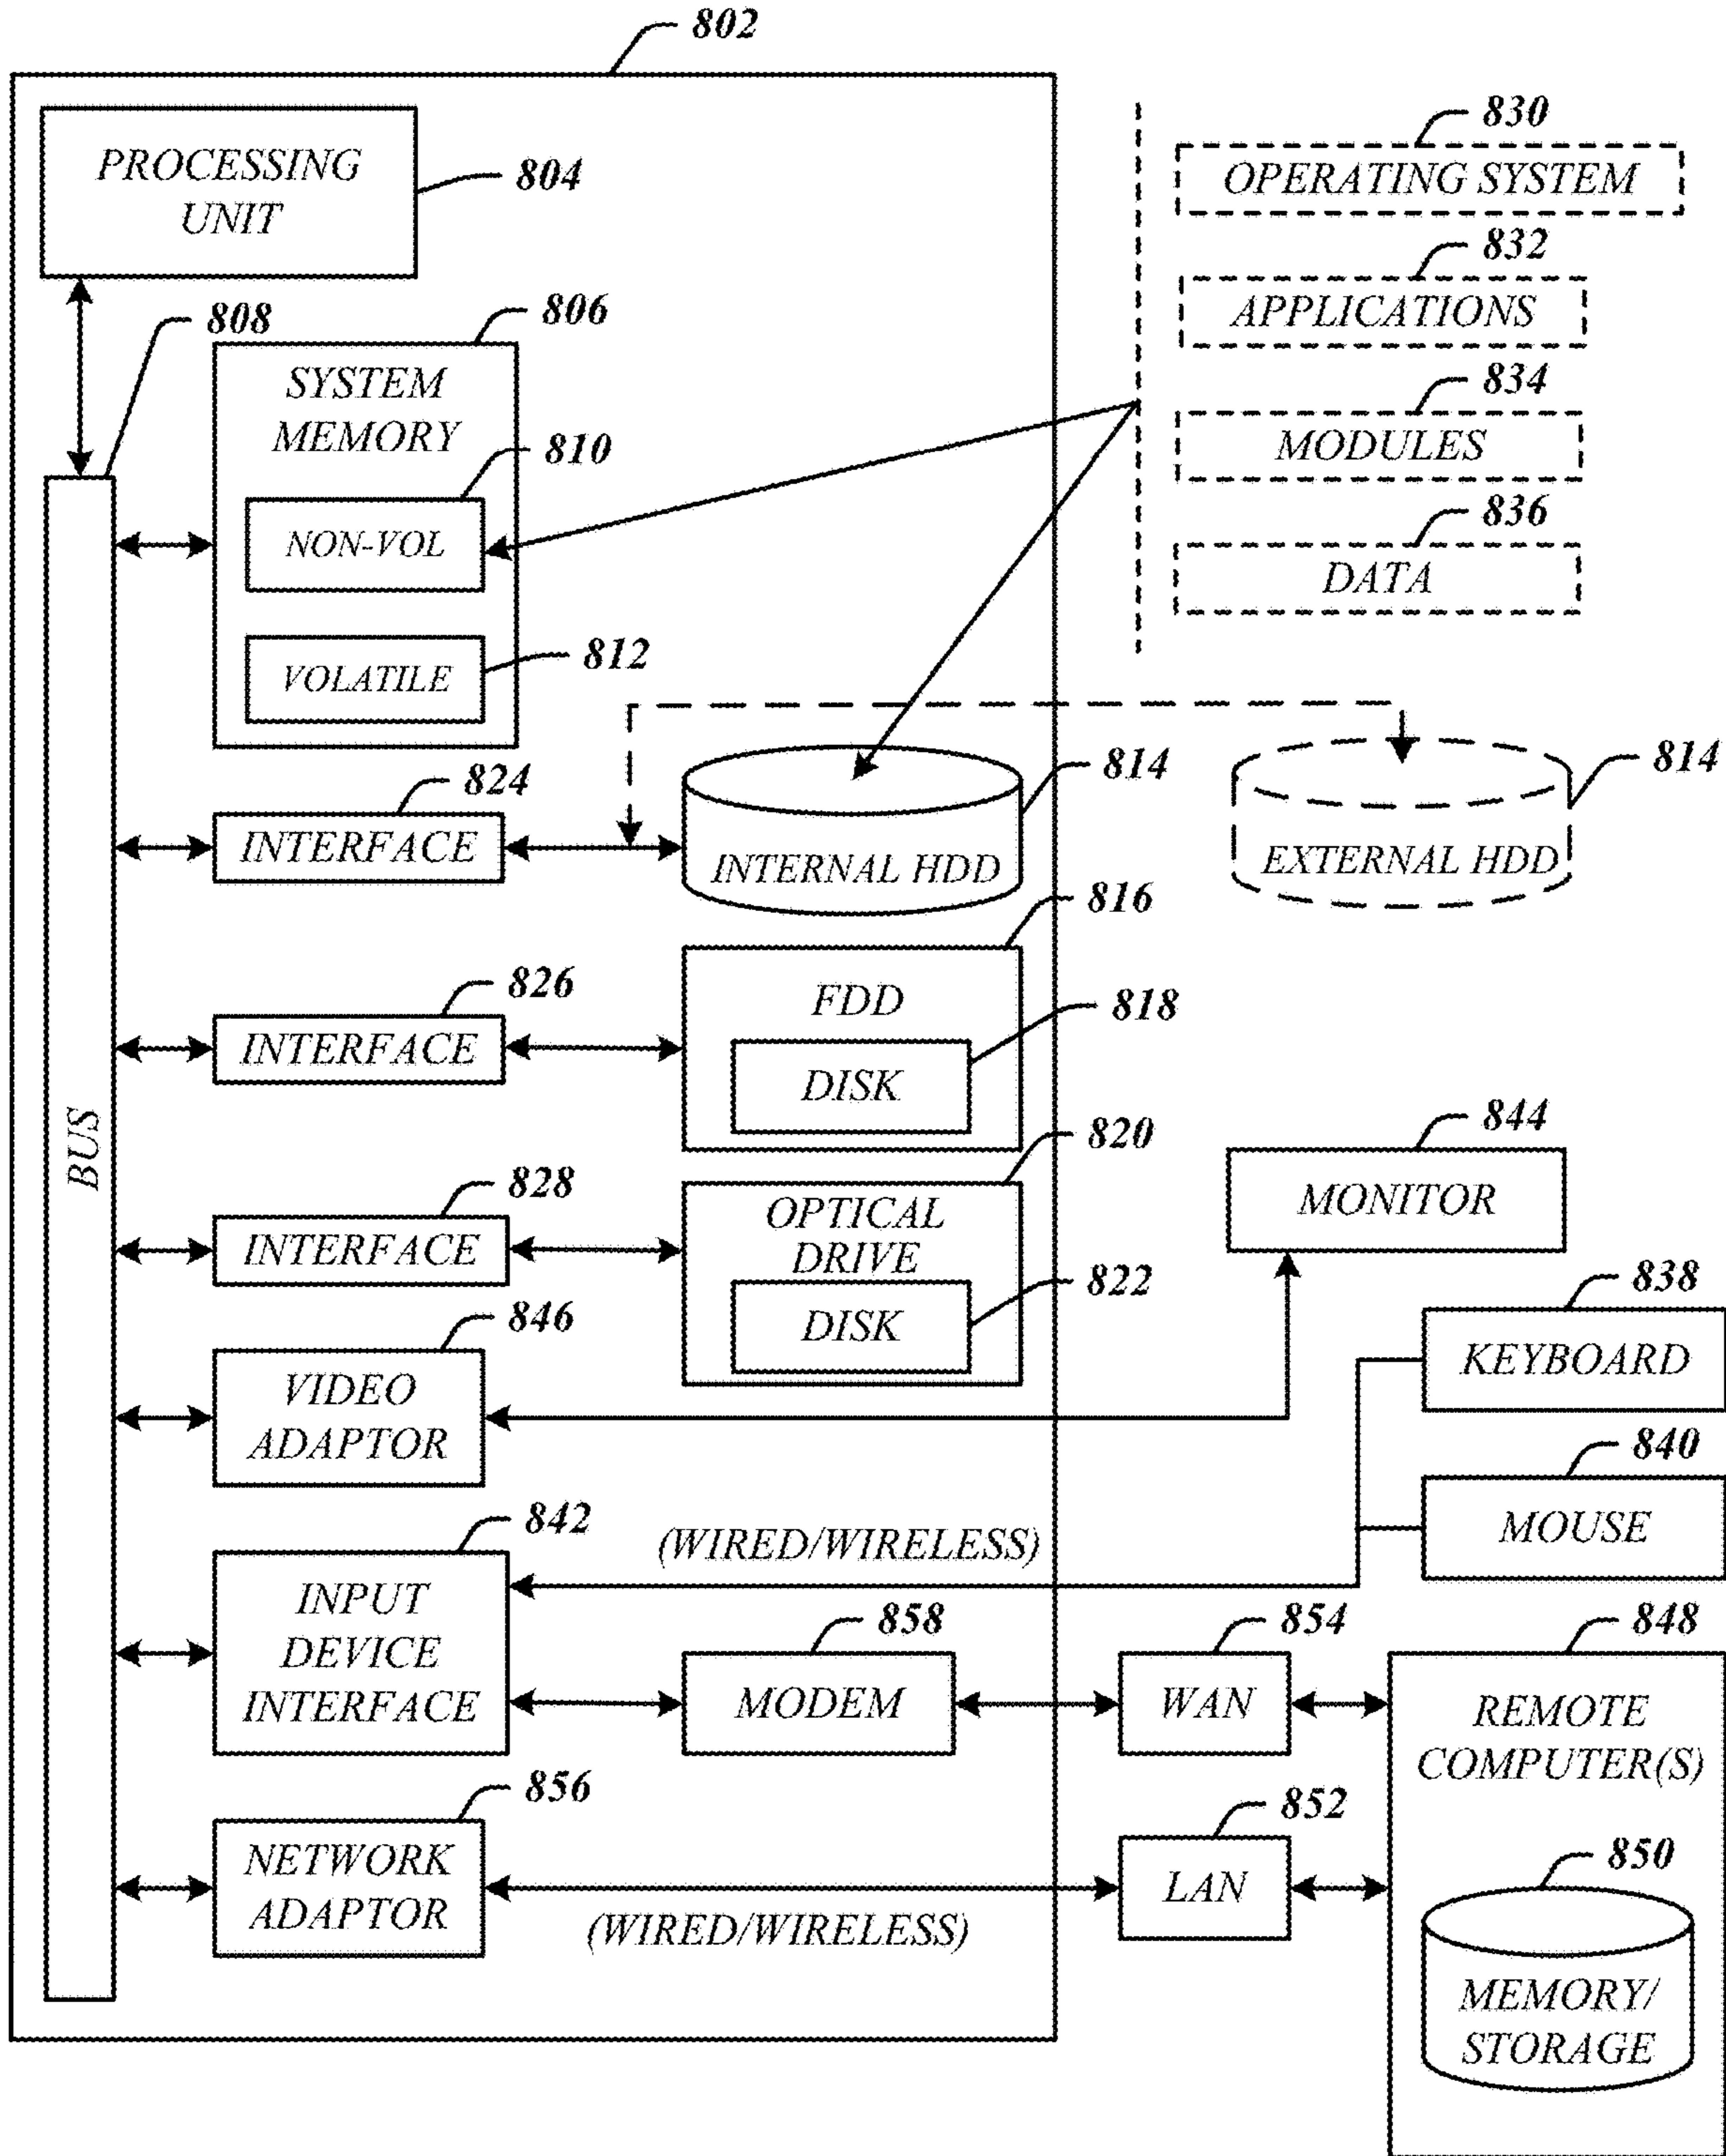 802
PROCESSING
UNIT
804
808
806
SYSTEM
MEMORY
810
NON-VOL
812
VOLATILE
830
OPERATING SYSTEM
832
APPLICATIONS
834
MODULES
836
DATA
BUS
824
INTERFACE
814
INTERNAL HDD
814
EXTERNAL HDD
826
INTERFACE
816
FDD
818
DISK
828
INTERFACE
820
OPTICAL
DRIVE
822
DISK
844
MONITOR
846
VIDEO
ADAPTOR
838
KEYBOARD
840
MOUSE
842
INPUT
DEVICE
INTERFACE
(WIRED/WIRELESS)
858
MODEM
854
WAN
848
REMOTE
COMPUTER(S)
856
NETWORK
ADAPTOR
(WIRED/WIRELESS)
852
LAN
850
MEMORY/
STORAGE